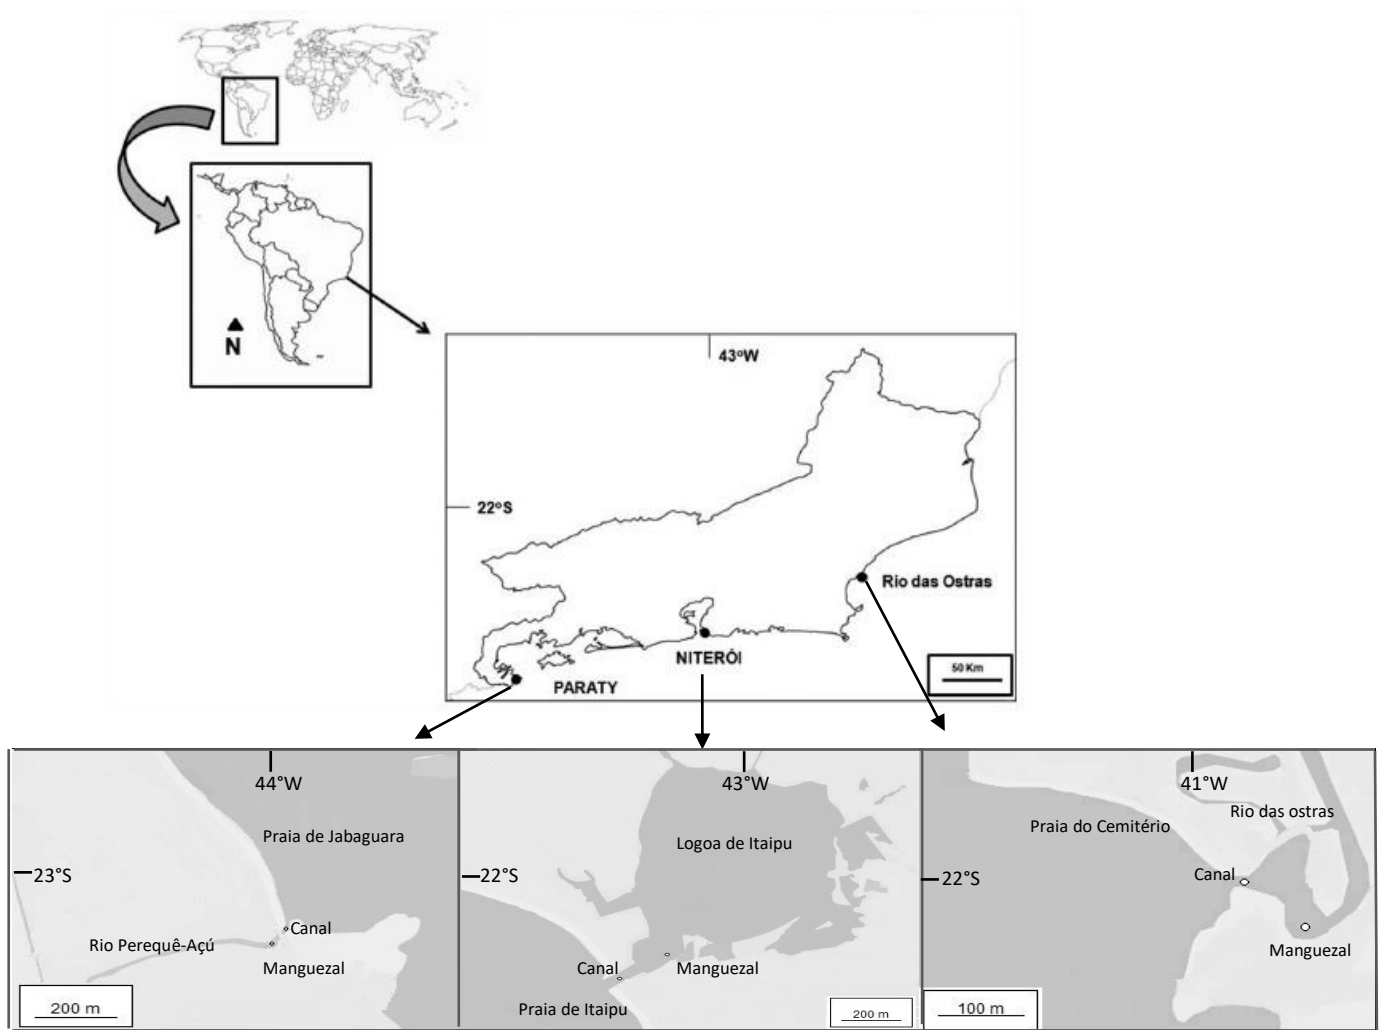 N
43°W
22°S
Rio das Ostras
NITERÓI
PARATY
50 Km
44°W
Praia de Jabaguara
23°S
Canal
Rio Perequê-Açú
Manguezal
200 m
43°W
Logoa de Itaipu
22°S
Canal
Manguezal
Praia de Itaipu
200 m
41°W
Rio das ostras
Praia do Cemitério
Canal
22°S
Manguezal
100 m